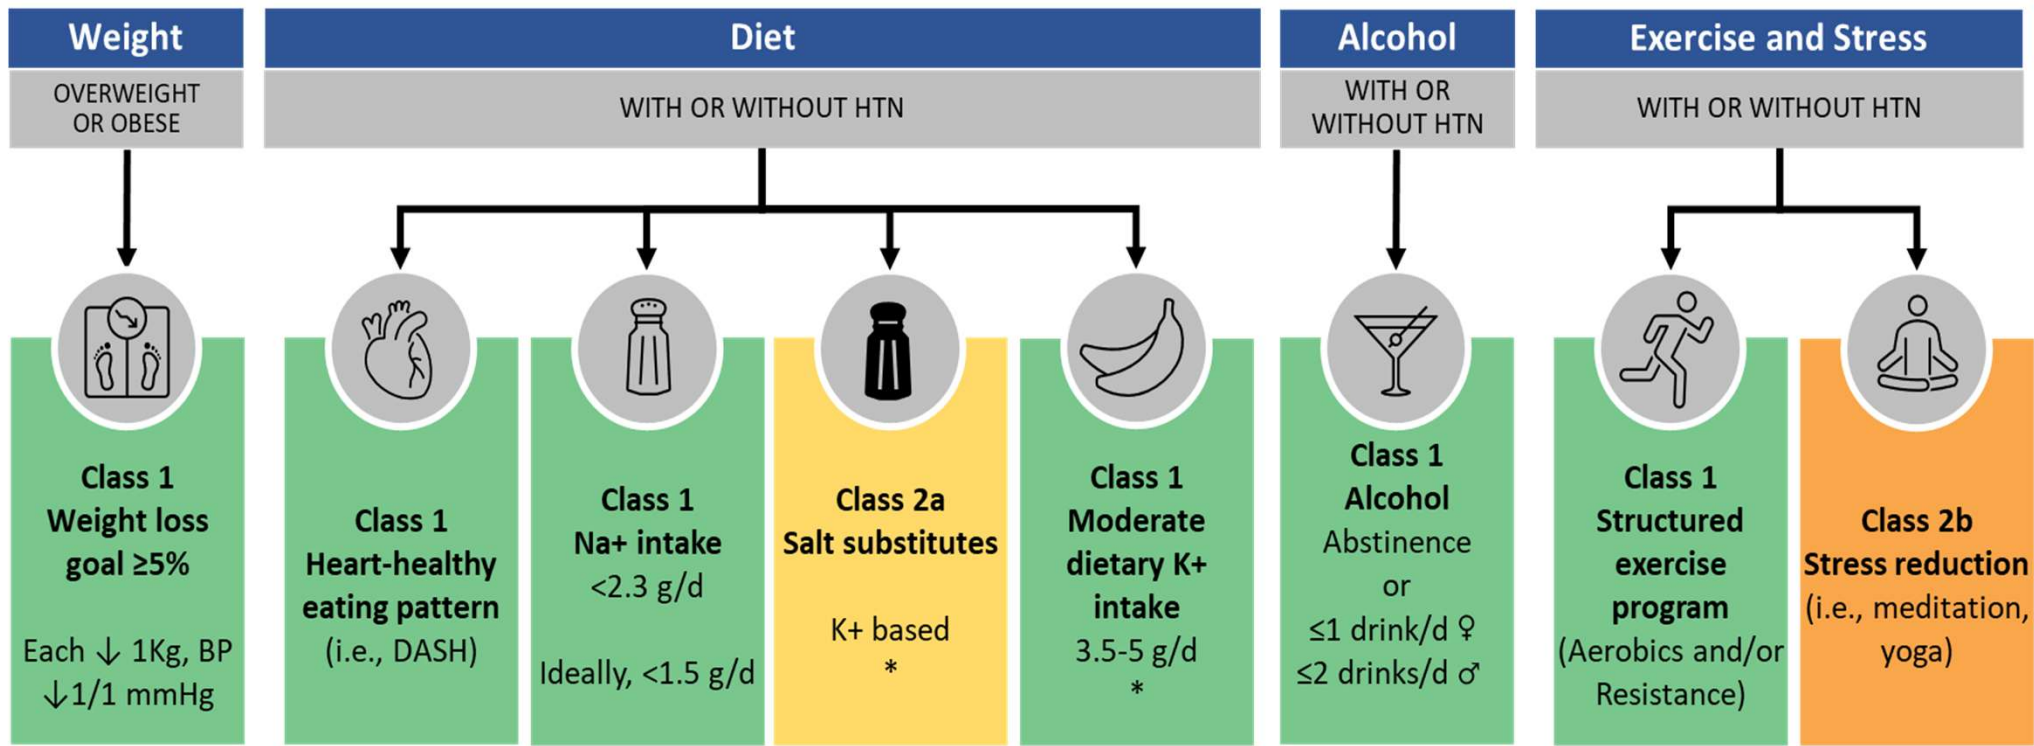 Weight
OVERWEIGHT
OR OBESE
Class 1
Weight loss
goal ≥5%
Each ↓ 1Kg, BP
↓1/1 mmHg
Diet
WITH OR WITHOUT HTN
Class 1
Heart-healthy
eating pattern
(i.e., DASH)
Class 1
Na+ intake
<2.3 g/d
Ideally, <1.5 g/d
Class 2a
Salt substitutes
K+ based
*
Class 1
Moderate
dietary K+
intake
3.5-5 g/d
*
Alcohol
WITH OR
WITHOUT HTN
Class 1
Alcohol
Abstinence
or
≤1 drink/d ♀
≤2 drinks/d ♂
Exercise and Stress
WITH OR WITHOUT HTN
Class 1
Structured
exercise
program
(Aerobics and/or
Resistance)
Class 2b
Stress reduction
(i.e., meditation,
yoga)